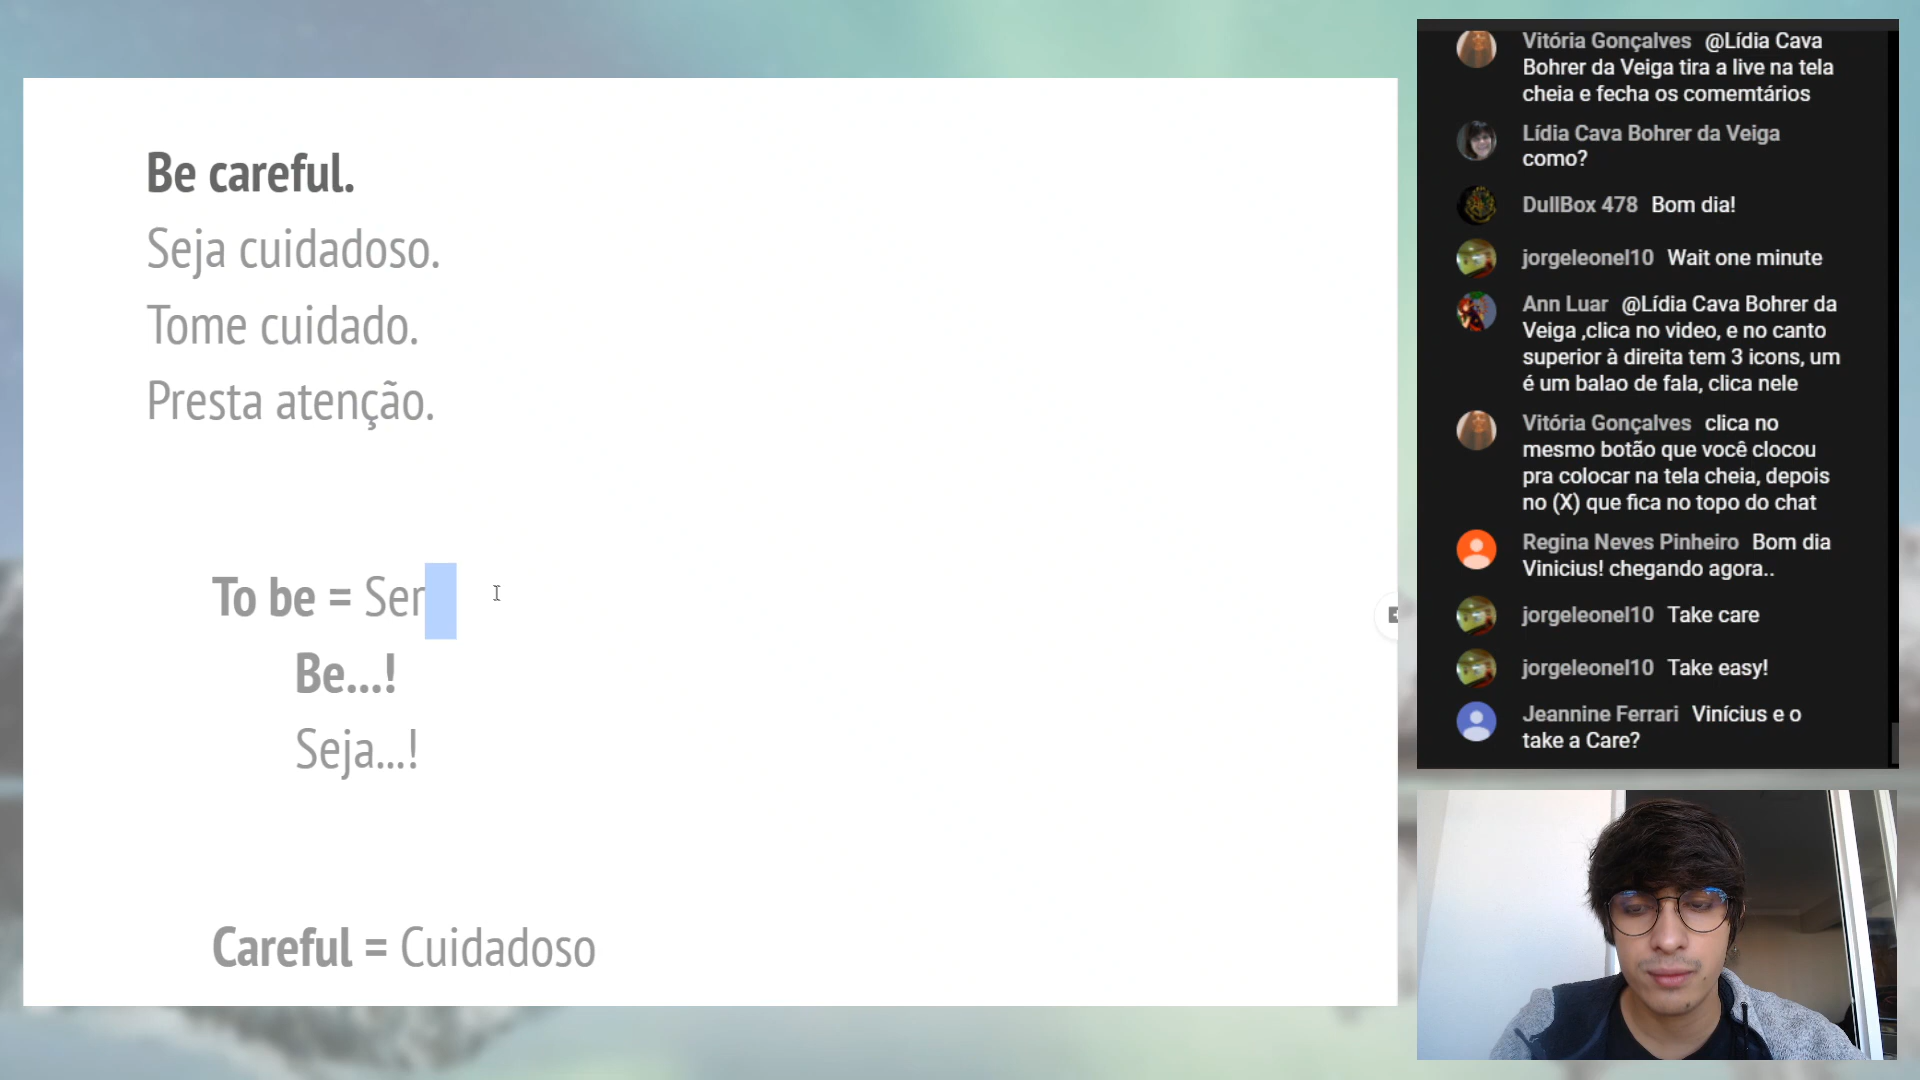 Be careful.
Seja cuidadoso.
Tome cuidado.
Presta atenção.
To be = Ser
Be...!
Seja...!
Careful = Cuidadoso
Vitória Gonçalves @Lídia Cava
Bohrer da Veiga tira a live na tela
cheia e fecha os comemtários
Lídia Cava Bohrer da Veiga
como?
DullBox 478 Bom dia!
jorgeleonel10 Wait one minute
Ann Luar @Lídia Cava Bohrer da
Veiga ,clica no video, e no canto
superior à direita tem 3 icons, um
é um balao de fala, clica nele
Vitória Gonçalves clica no
mesmo botão que você clocou
pra colocar na tela cheia, depois
no (X) que fica no topo do chat
Regina Neves Pinheiro Bom dia
Vinicius! chegando agora..
jorgeleonel10 Take care
jorgeleonel10 Take easy!
Jeannine Ferrari Vinícius e o
take a Care?